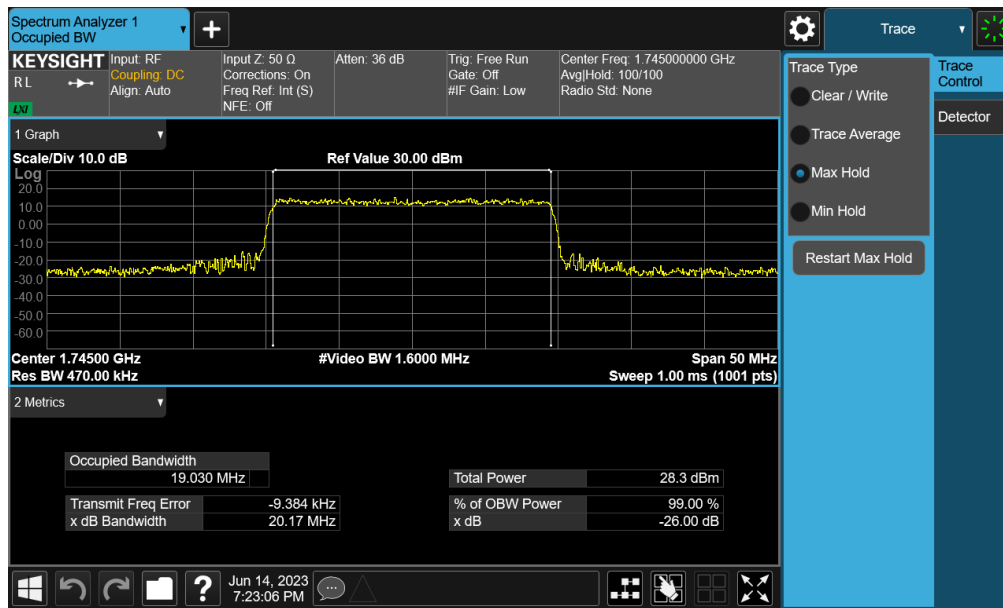 Spectrum Analyzer 1
Occupied BW
+
Trace
KEYSIGHT
R L
LXI
Input: RF
Coupling: DC
Align: Auto
Input Z: 50 Ω
Corrections: On
Freq Ref: Int (S)
NFE: Off
Atten: 36 dB
Trig: Free Run
Gate: Off
#IF Gain: Low
Center Freq: 1.745000000 GHz
Avg|Hold: 100/100
Radio Std: None
Trace Type
Clear / Write
Trace Average
Max Hold
Min Hold
Restart Max Hold
Trace
Control
Detector
1 Graph
Scale/Div 10.0 dB
Ref Value 30.00 dBm
Log
20.0
10.0
0.00
-10.0
-20.0
-30.0
-40.0
-50.0
-60.0
Center 1.74500 GHz
#Video BW 1.6000 MHz
Span 50 MHz
Res BW 470.00 kHz
Sweep 1.00 ms (1001 pts)
2 Metrics
Occupied Bandwidth
19.030 MHz
Total Power 28.3 dBm
Transmit Freq Error -9.384 kHz
% of OBW Power 99.00 %
x dB Bandwidth 20.17 MHz
x dB -26.00 dB
?
Jun 14, 2023
7:23:06 PM